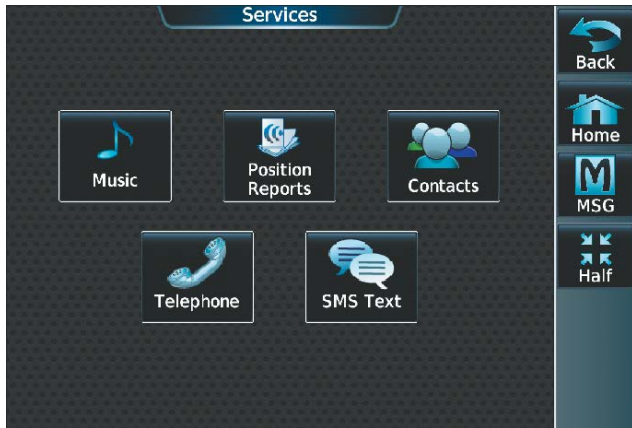 Services
Back
Home
MSG
Half
Music
Position
Reports
Contacts
Telephone
SMS Text